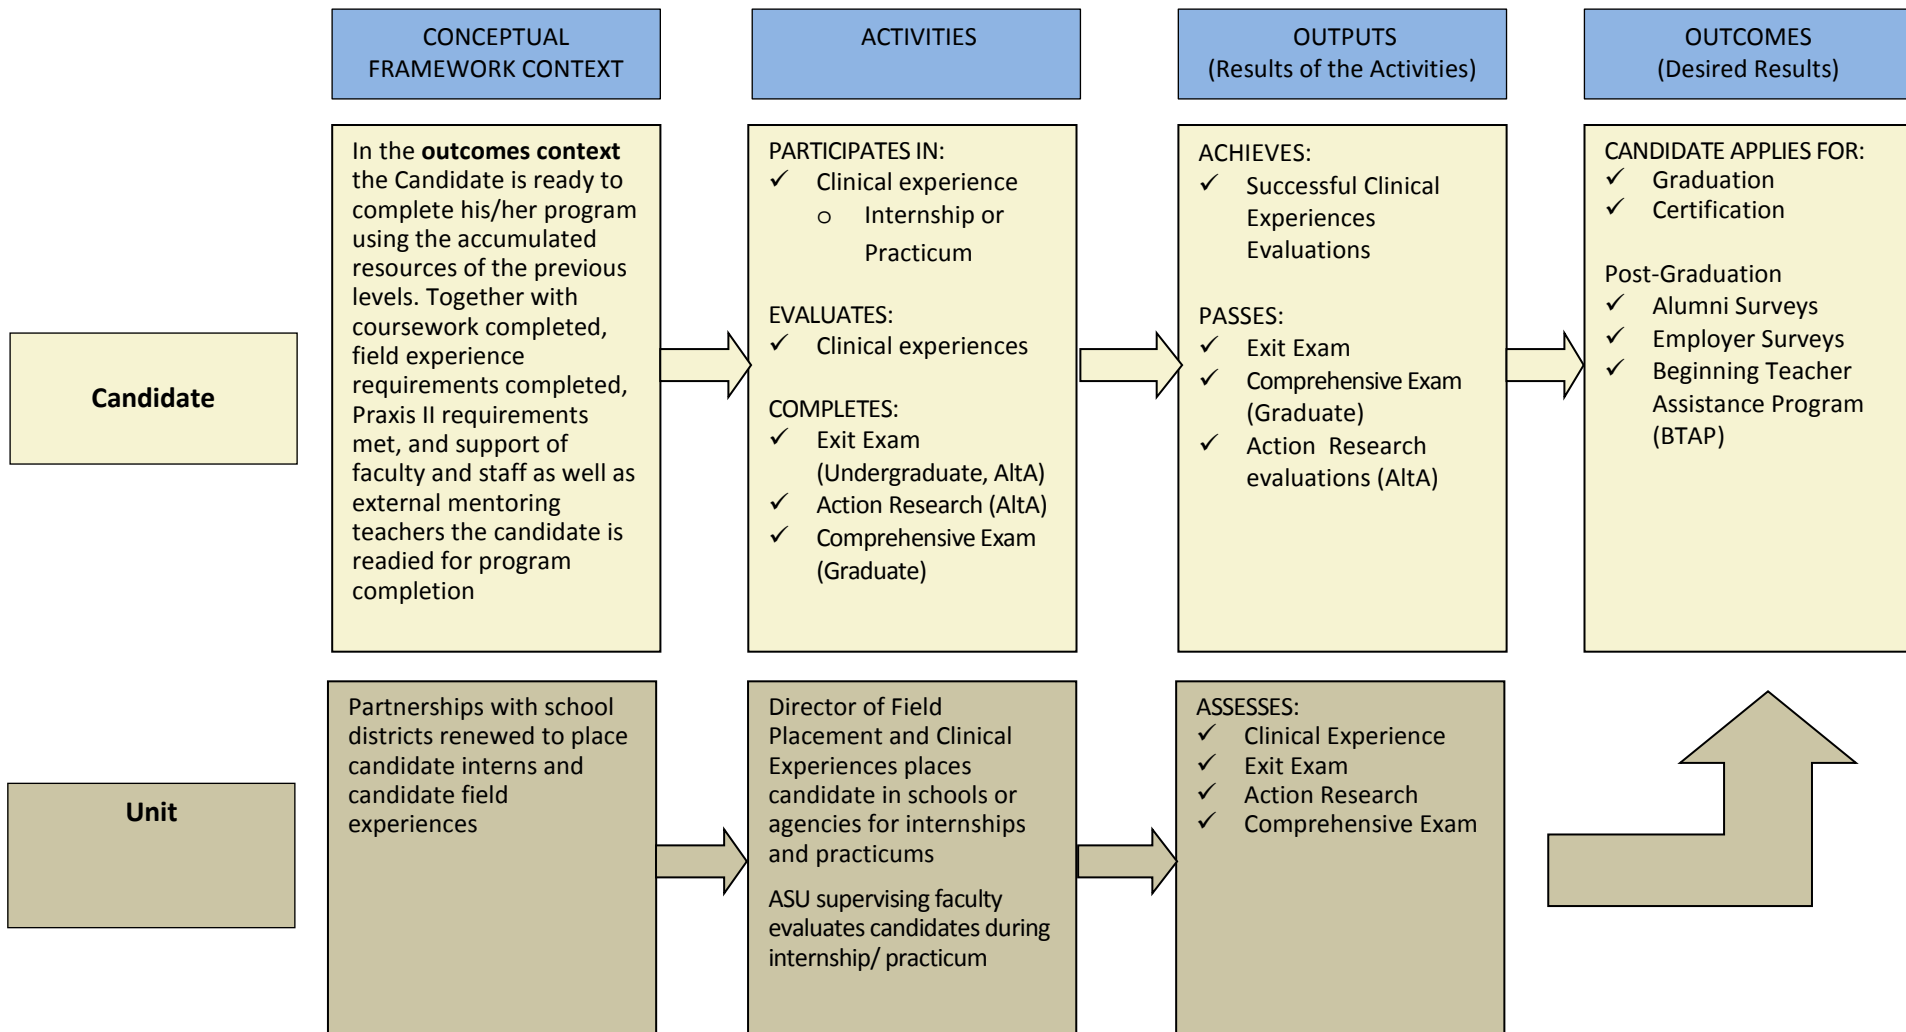 CONCEPTUAL
FRAMEWORK CONTEXT
ACTIVITIES
OUTPUTS
(Results of the Activities)
OUTCOMES
(Desired Results)
Candidate
In the outcomes context
the Candidate is ready to
complete his/her program
using the accumulated
resources of the previous
levels. Together with
coursework completed,
field experience
requirements completed,
Praxis II requirements
met, and support of
faculty and staff as well as
external mentoring
teachers the candidate is
readied for program
completion
PARTICIPATES IN:
✓ Clinical experience
o Internship or
Practicum
EVALUATES:
✓ Clinical experiences
COMPLETES:
✓ Exit Exam
(Undergraduate, AltA)
✓ Action Research (AltA)
✓ Comprehensive Exam
(Graduate)
ACHIEVES:
✓ Successful Clinical
Experiences
Evaluations
PASSES:
✓ Exit Exam
✓ Comprehensive Exam
(Graduate)
✓ Action Research
evaluations (AltA)
CANDIDATE APPLIES FOR:
✓ Graduation
✓ Certification
Post-Graduation
✓ Alumni Surveys
✓ Employer Surveys
✓ Beginning Teacher
Assistance Program
(BTAP)
Unit
Partnerships with school
districts renewed to place
candidate interns and
candidate field
experiences
Director of Field
Placement and Clinical
Experiences places
candidate in schools or
agencies for internships
and practicums
ASU supervising faculty
evaluates candidates during
internship/ practicum
ASSESSES:
✓ Clinical Experience
✓ Exit Exam
✓ Action Research
✓ Comprehensive Exam